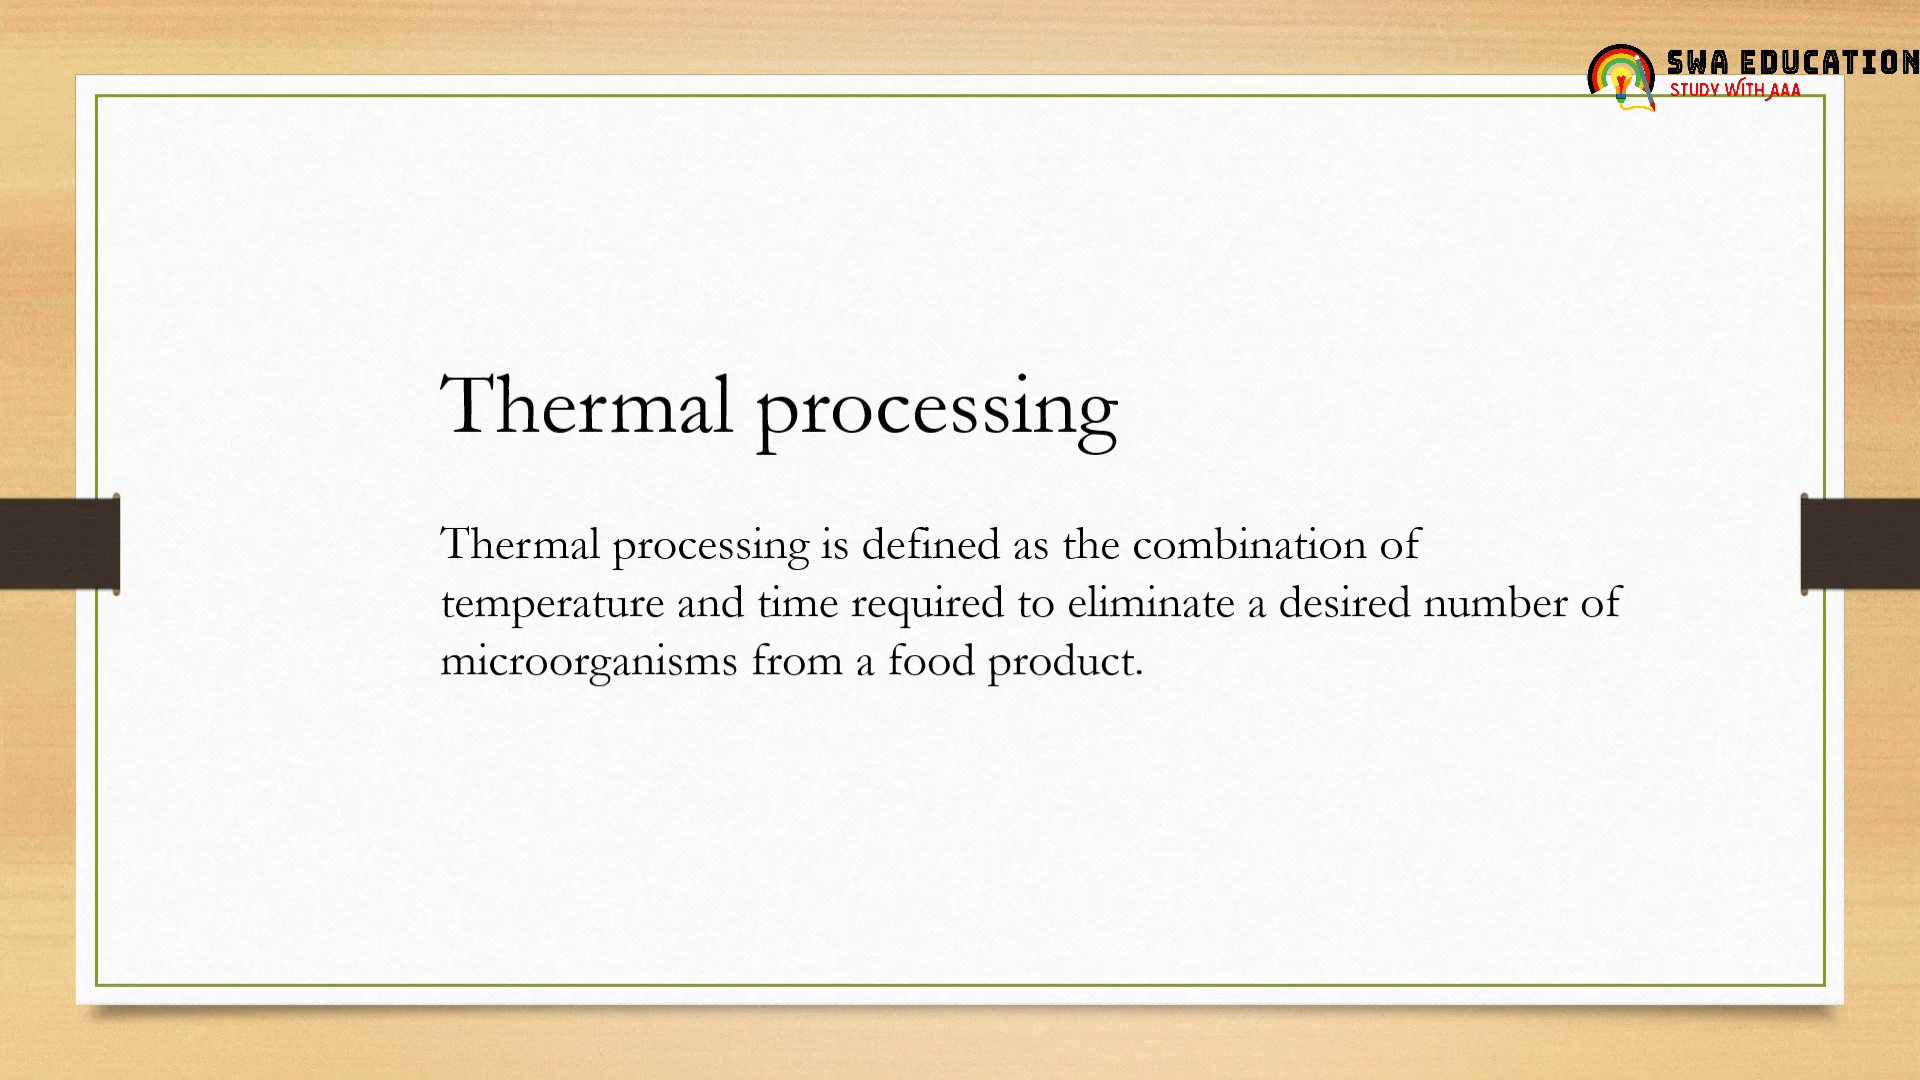 SWA EDUCATION
STUDY WITH AAA
Thermal processing
Thermal processing is defined as the combination of
temperature and time required to eliminate a desired number of
microorganisms from a food product.